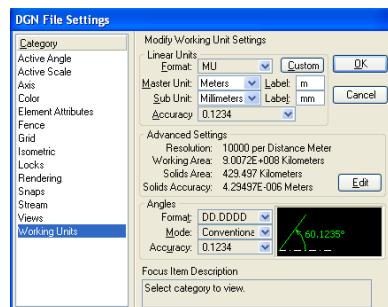 DGN File Settings
Category
Active Angle
Active Scale
Axis
Color
Element Attributes
Fence
Grid
Isometric
Locks
Rendering
Snaps
Stream
Views
Working Units
Modify Working Unit Settings
Linear Units
Format: MU Custom
Master Unit: Meters Label: m
Sub Unit: Millimeters Label: mm
Accuracy 0.1234
OK
Cancel
Advanced Settings
Resolution: 10000 per Distance Meter
Working Area: 9.0072E+008 Kilometers
Solids Area: 429.497 Kilometers
Solids Accuracy: 4.29497E-006 Meters
Edit
Angles
Format: DD.DDDD
Mode: Conventiona
Accuracy: 0.1234
60.1235°
Focus Item Description
Select category to view.